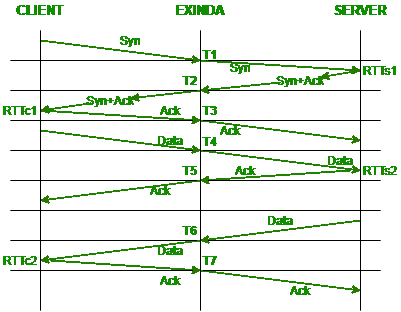 CLIENT EXINDA SERVER
Syn
T1
Syn
RTTs1
T2
Syn+Ack
Syn+Ack
RTTc1
Ack
T3
Ack
Data
T4
Data
T5
Ack
RTTs2
Ack
Data
T6
Data
RTTc2
T7
Ack
Ack